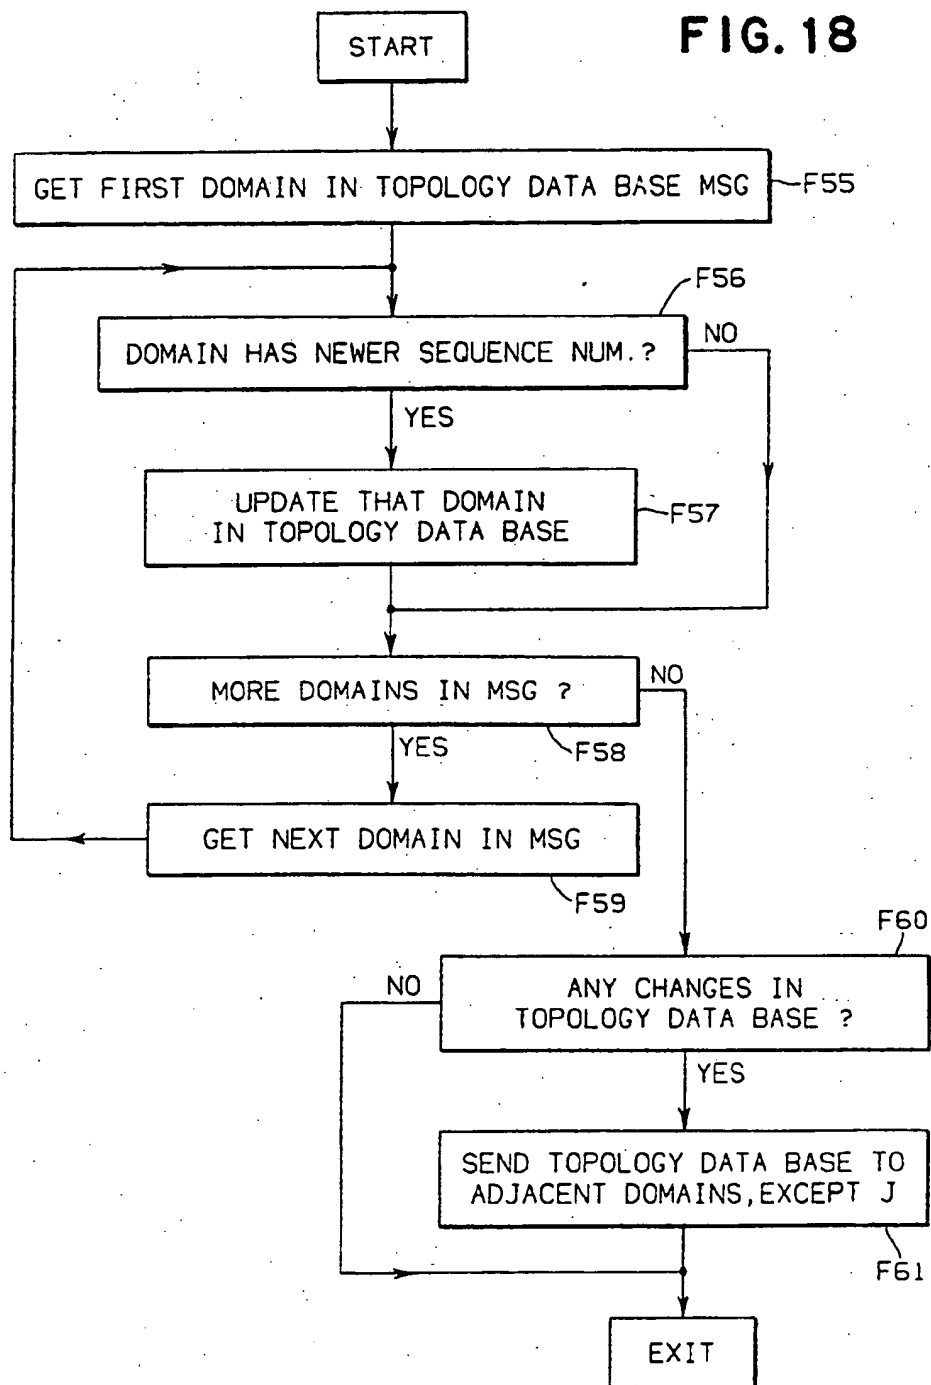 FIG. 18
START
GET FIRST DOMAIN IN TOPOLOGY DATA BASE MSG
F55
F56
DOMAIN HAS NEWER SEQUENCE NUM.?
NO
YES
UPDATE THAT DOMAIN
IN TOPOLOGY DATA BASE
F57
MORE DOMAINS IN MSG ?
NO
YES
F58
GET NEXT DOMAIN IN MSG
F59
F60
NO
ANY CHANGES IN
TOPOLOGY DATA BASE ?
YES
SEND TOPOLOGY DATA BASE TO
ADJACENT DOMAINS, EXCEPT J
F61
EXIT